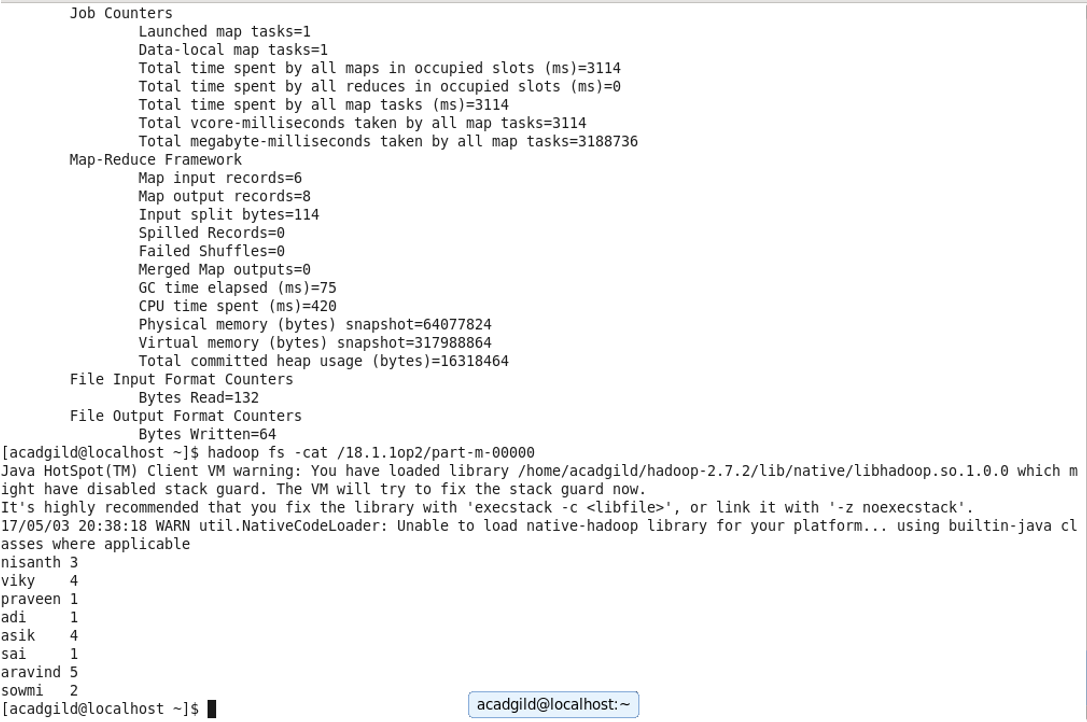 Job Counters
Launched map tasks=1
Data-local map tasks=1
Total time spent by all maps in occupied slots (ms)=3114
Total time spent by all reduces in occupied slots (ms)=0
Total time spent by all map tasks (ms)=3114
Total vcore-milliseconds taken by all map tasks=3114
Total megabyte-milliseconds taken by all map tasks=3188736
Map-Reduce Framework
Map input records=6
Map output records=8
Input split bytes=114
Spilled Records=0
Failed Shuffles=0
Merged Map outputs=0
GC time elapsed (ms)=75
CPU time spent (ms)=420
Physical memory (bytes) snapshot=64077824
Virtual memory (bytes) snapshot=317988864
Total committed heap usage (bytes)=16318464
File Input Format Counters
Bytes Read=132
File Output Format Counters
Bytes Written=64
[acadgild@localhost ~]$ hadoop fs -cat /18.1.1op2/part-m-00000
Java HotSpot(TM) Client VM warning: You have loaded library /home/acadgild/hadoop-2.7.2/lib/native/libhadoop.so.1.0.0 which m
ight have disabled stack guard. The VM will try to fix the stack guard now.
It's highly recommended that you fix the library with 'execstack -c <libfile>', or link it with '-z noexecstack'.
17/05/03 20:38:18 WARN util.NativeCodeLoader: Unable to load native-hadoop library for your platform... using builtin-java cl
asses where applicable
nisanth 3
viky 4
praveen 1
adi 1
asik 4
sai 1
aravind 5
sowmi 2
[acadgild@localhost ~]$
acadgild@localhost:~